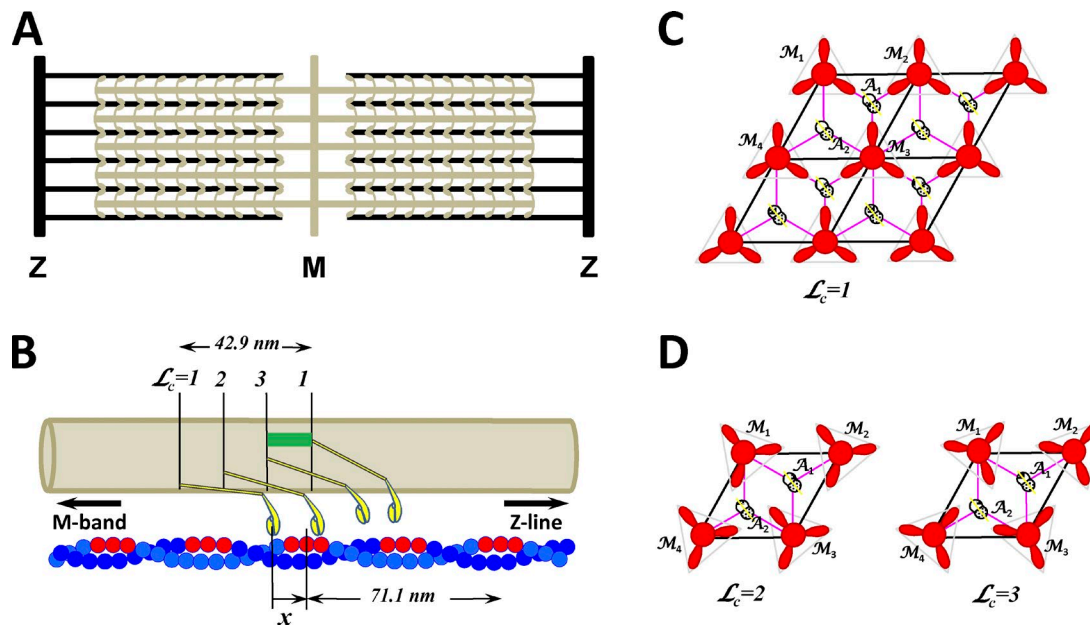 A
Z
M
Z
B
42.9 nm
ℒc=1 2 3 1
M-band
Z-line
x
71.1 nm
C
ℳ1
ℳ2
𝒜1
ℳ4
𝒜2
ℳ3
ℒc=1
D
ℳ1
ℳ2
𝒜1
𝒜2
ℳ4
ℳ3
ℒc=2
ℳ1
ℳ2
𝒜1
𝒜2
ℳ4
ℳ3
ℒc=3